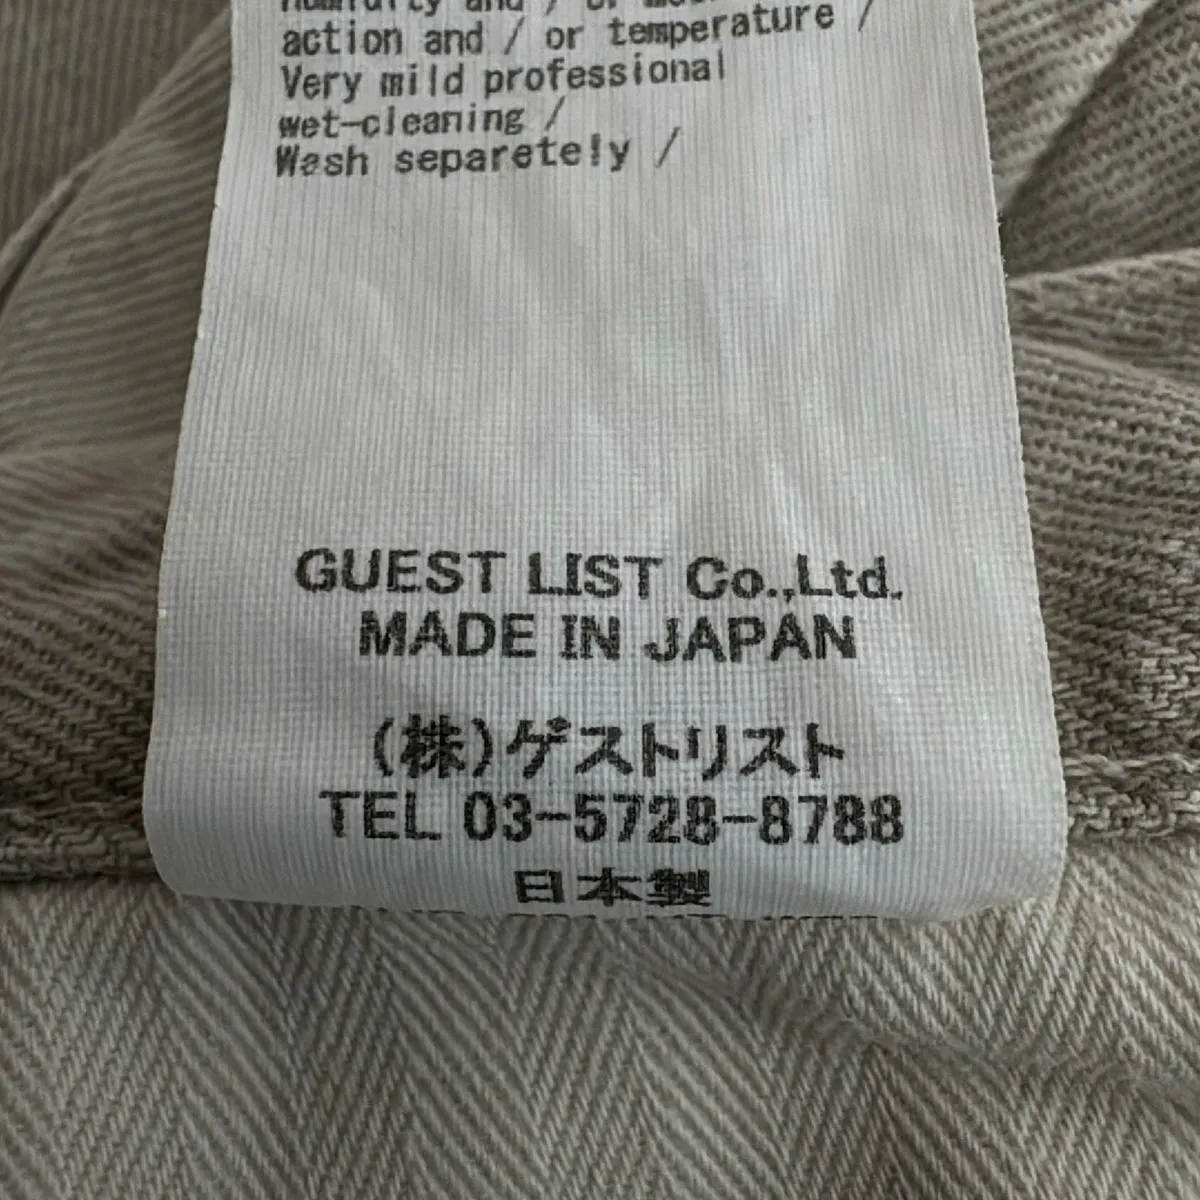 action and / or temperature /
Very mild professional
wet-cleaning /
Wash separetely /
GUEST LIST Co.,Ltd.
MADE IN JAPAN
(株)ゲストリスト
TEL 03-5728-8788
日本製